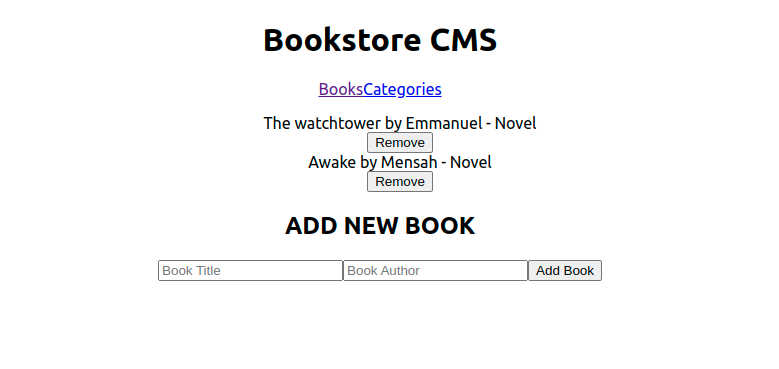 Bookstore CMS
BooksCategories
The watchtower by Emmanuel - Novel
Remove
Awake by Mensah - Novel
Remove
ADD NEW BOOK
Book Title Book Author Add Book